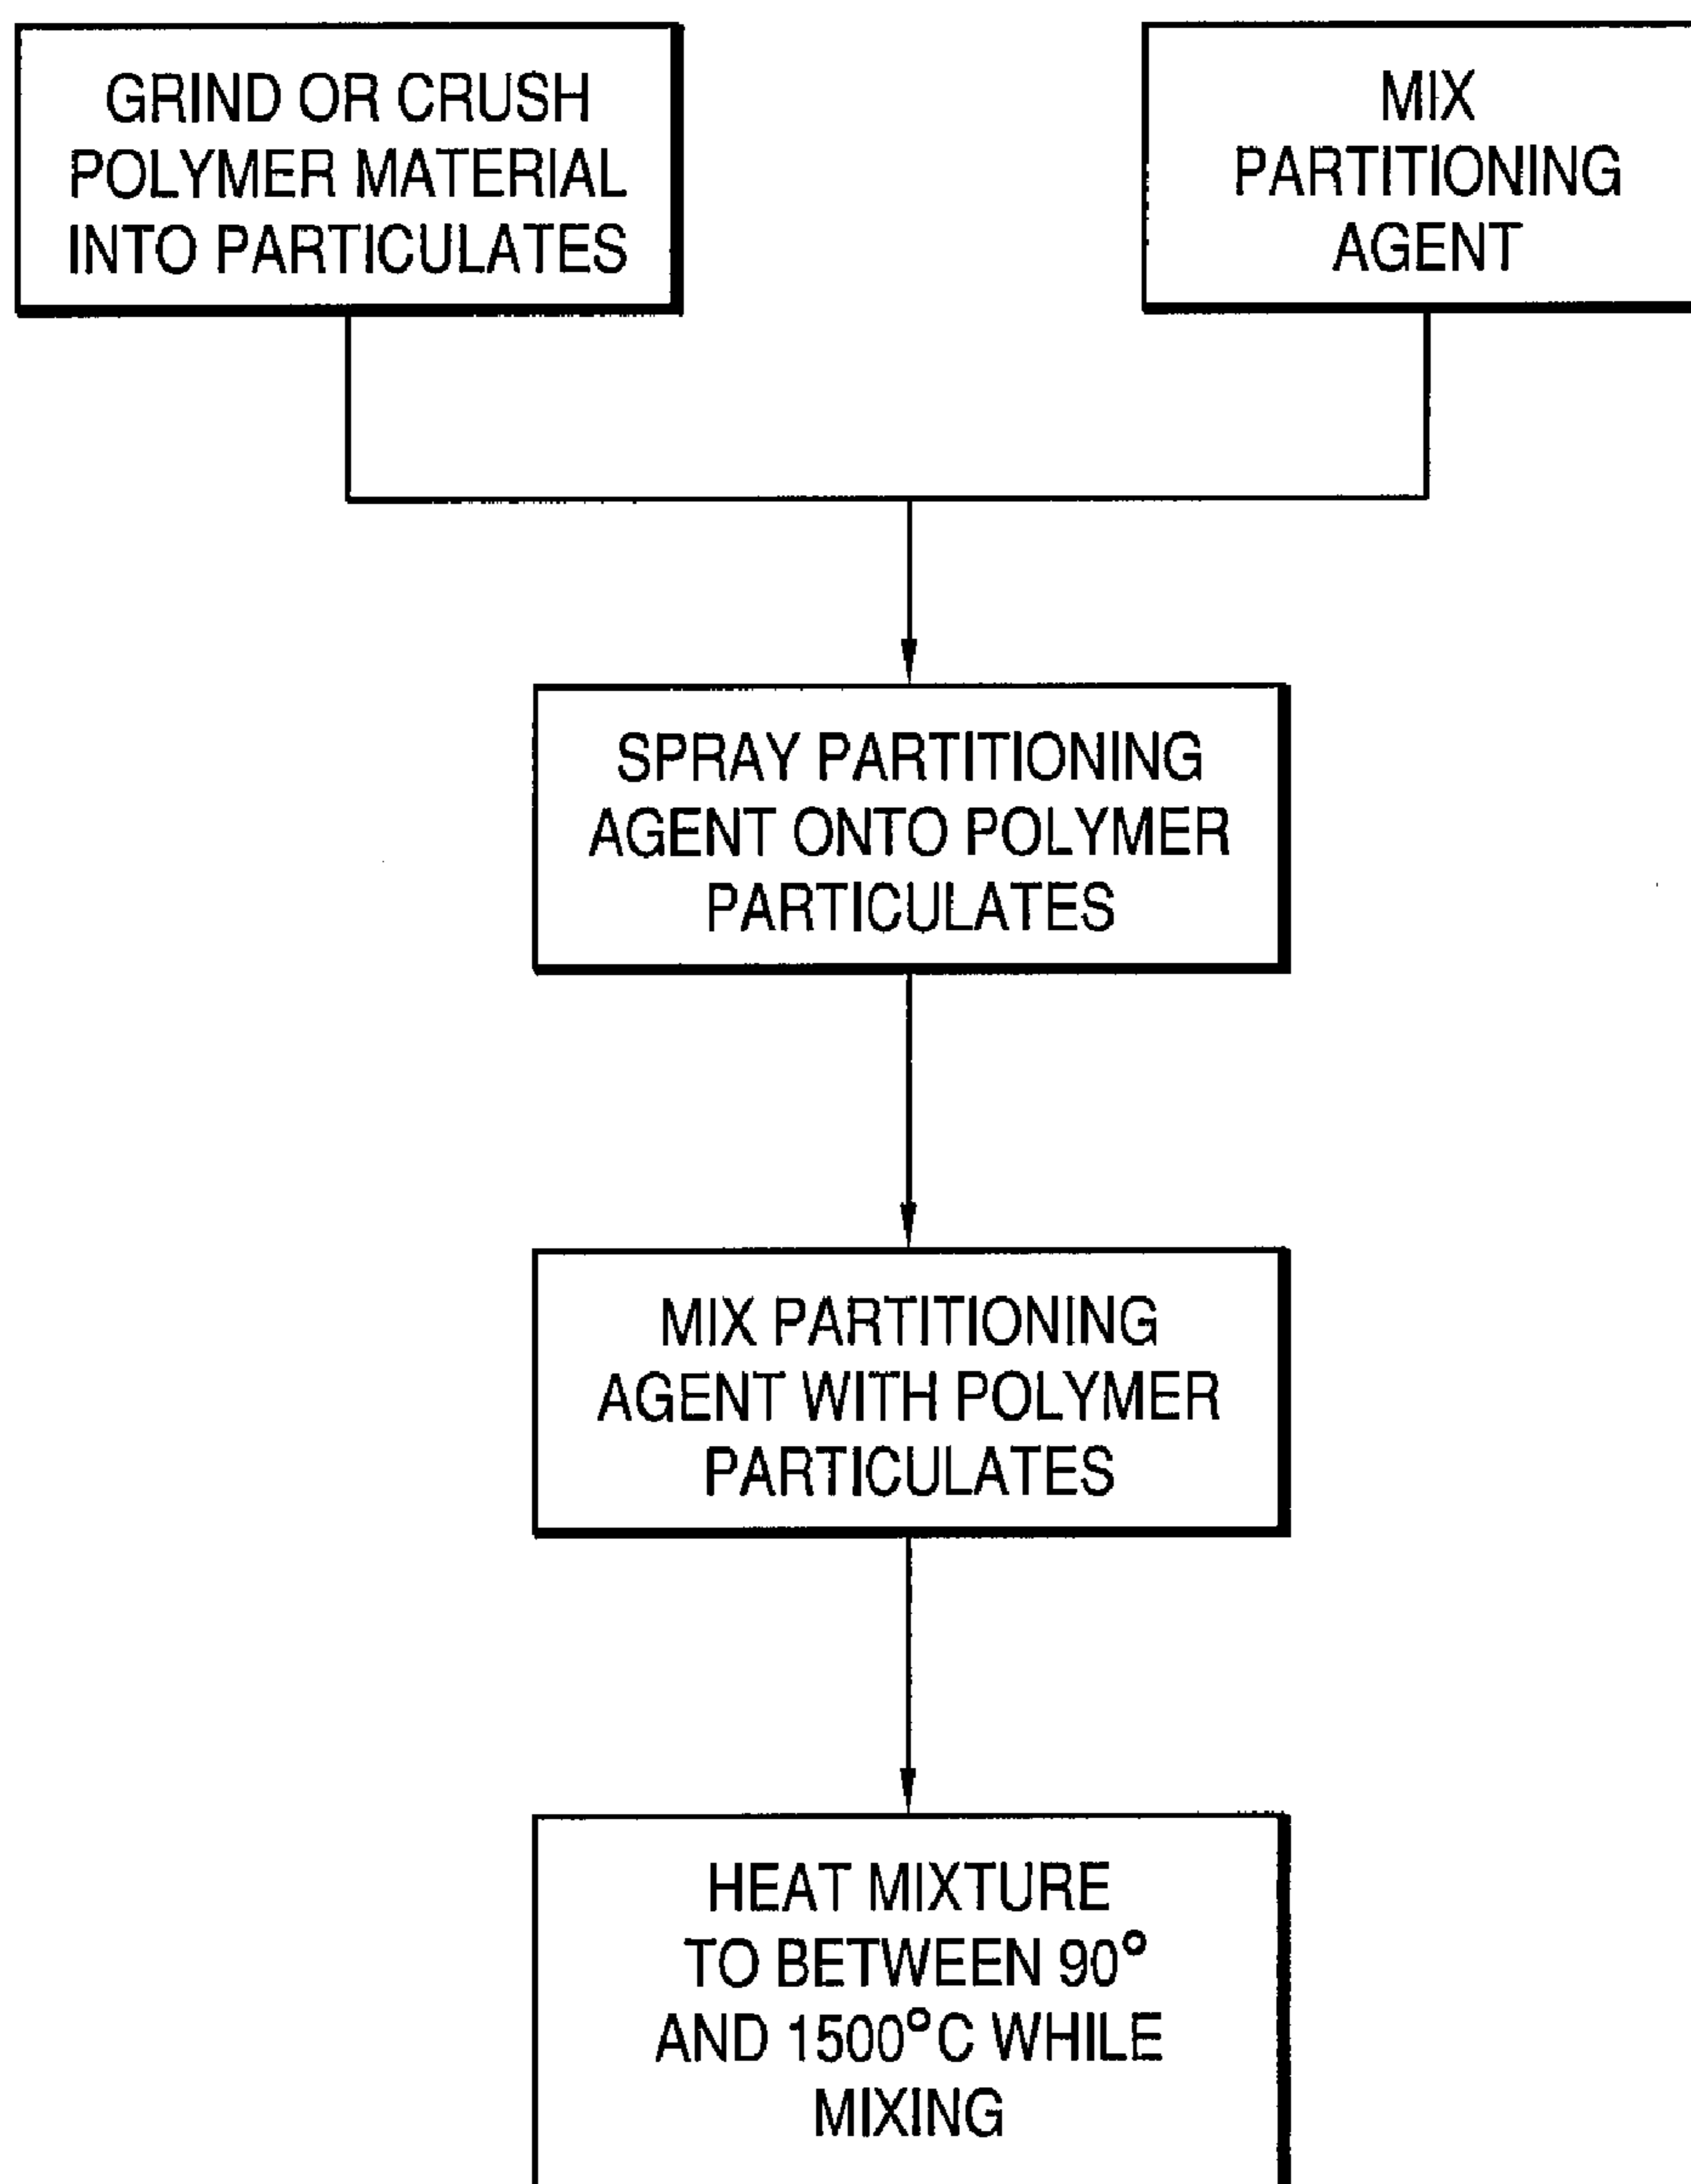 GRIND OR CRUSH
POLYMER MATERIAL
INTO PARTICULATES
MIX
PARTITIONING
AGENT
SPRAY PARTITIONING
AGENT ONTO POLYMER
PARTICULATES
MIX PARTITIONING
AGENT WITH POLYMER
PARTICULATES
HEAT MIXTURE
TO BETWEEN 90°
AND 1500°C WHILE
MIXING